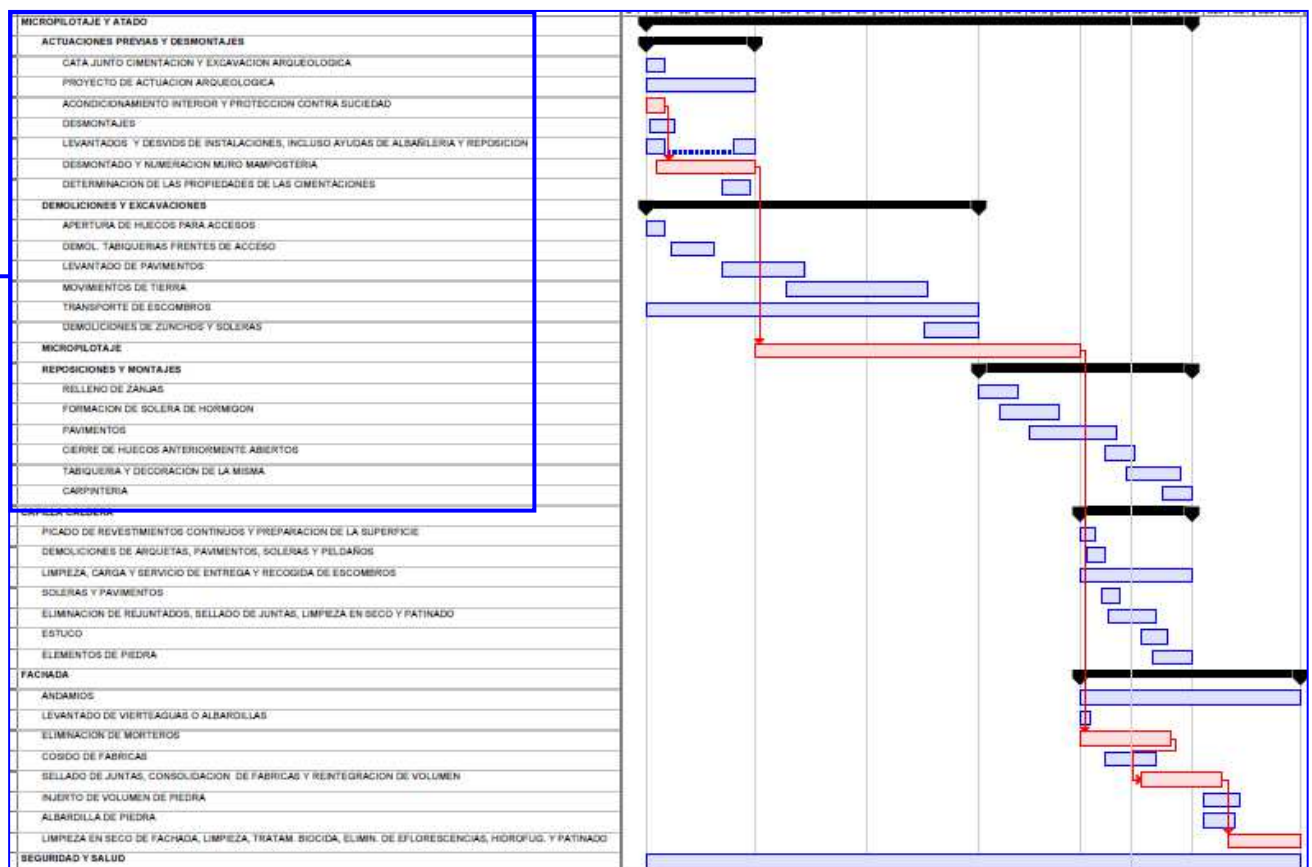 MICROPILOTAJE Y ATADO
ACTUACIONES PREVIAS Y DESMONTAJES
CATA JUNTO CIMENTACION Y EXCAVACION ARQUEOLOGICA
PROYECTO DE ACTUACION ARQUEOLOGICA
ACONDICIONAMIENTO INTERIOR Y PROTECCION CONTRA SUCIEDAD
DESMONTAJES
LEVANTADOS Y DESVIOS DE INSTALACIONES, INCLUSO AYUDAS DE ALBAÑILERIA Y REPOSICION
DESMONTADO Y NUMERACION MURO MAMPOSTERIA
DETERMINACION DE LAS PROPIEDADES DE LAS CIMENTACIONES
DEMOLICIONES Y EXCAVACIONES
APERTURA DE HUECOS PARA ACCESOS
DEMOL. TABIQUERIAS FRENTES DE ACCESO
LEVANTADO DE PAVIMENTOS
MOVIMIENTOS DE TIERRA
TRANSPORTE DE ESCOMBROS
DEMOLICIONES DE ZUNCHOS Y SOLERAS
MICROPILOTAJE
REPOSICIONES Y MONTAJES
RELLENO DE ZANJAS
FORMACION DE SOLERA DE HORMIGON
PAVIMENTOS
CIERRE DE HUECOS ANTERIORMENTE ABIERTOS
TABIQUERIA Y DECORACION DE LA MISMA
CARPINTERIA
CAPILLA CALDERA
PICADO DE REVESTIMIENTOS CONTINUOS Y PREPARACION DE LA SUPERFICIE
DEMOLICIONES DE ARQUETAS, PAVIMENTOS, SOLERAS Y PELDAÑOS
LIMPIEZA, CARGA Y SERVICIO DE ENTREGA Y RECOGIDA DE ESCOMBROS
SOLERAS Y PAVIMENTOS
ELIMINACION DE REJUNTADOS, SELLADO DE JUNTAS, LIMPIEZA EN SECO Y PATINADO
ESTUCO
ELEMENTOS DE PIEDRA
FACHADA
ANDAMIOS
LEVANTADO DE VIERTEAGUAS O ALBARDILLAS
ELIMINACION DE MORTEROS
COSIDO DE FABRICAS
SELLADO DE JUNTAS, CONSOLIDACION DE FABRICAS Y REINTEGRACION DE VOLUMEN
INJERTO DE VOLUMEN DE PIEDRA
ALBARDILLA DE PIEDRA
LIMPIEZA EN SECO DE FACHADA, LIMPIEZA, TRATAM. BIOCIDA, ELIMIN. DE EFLORESCENCIAS, HIDROFUG. Y PATINADO
SEGURIDAD Y SALUD